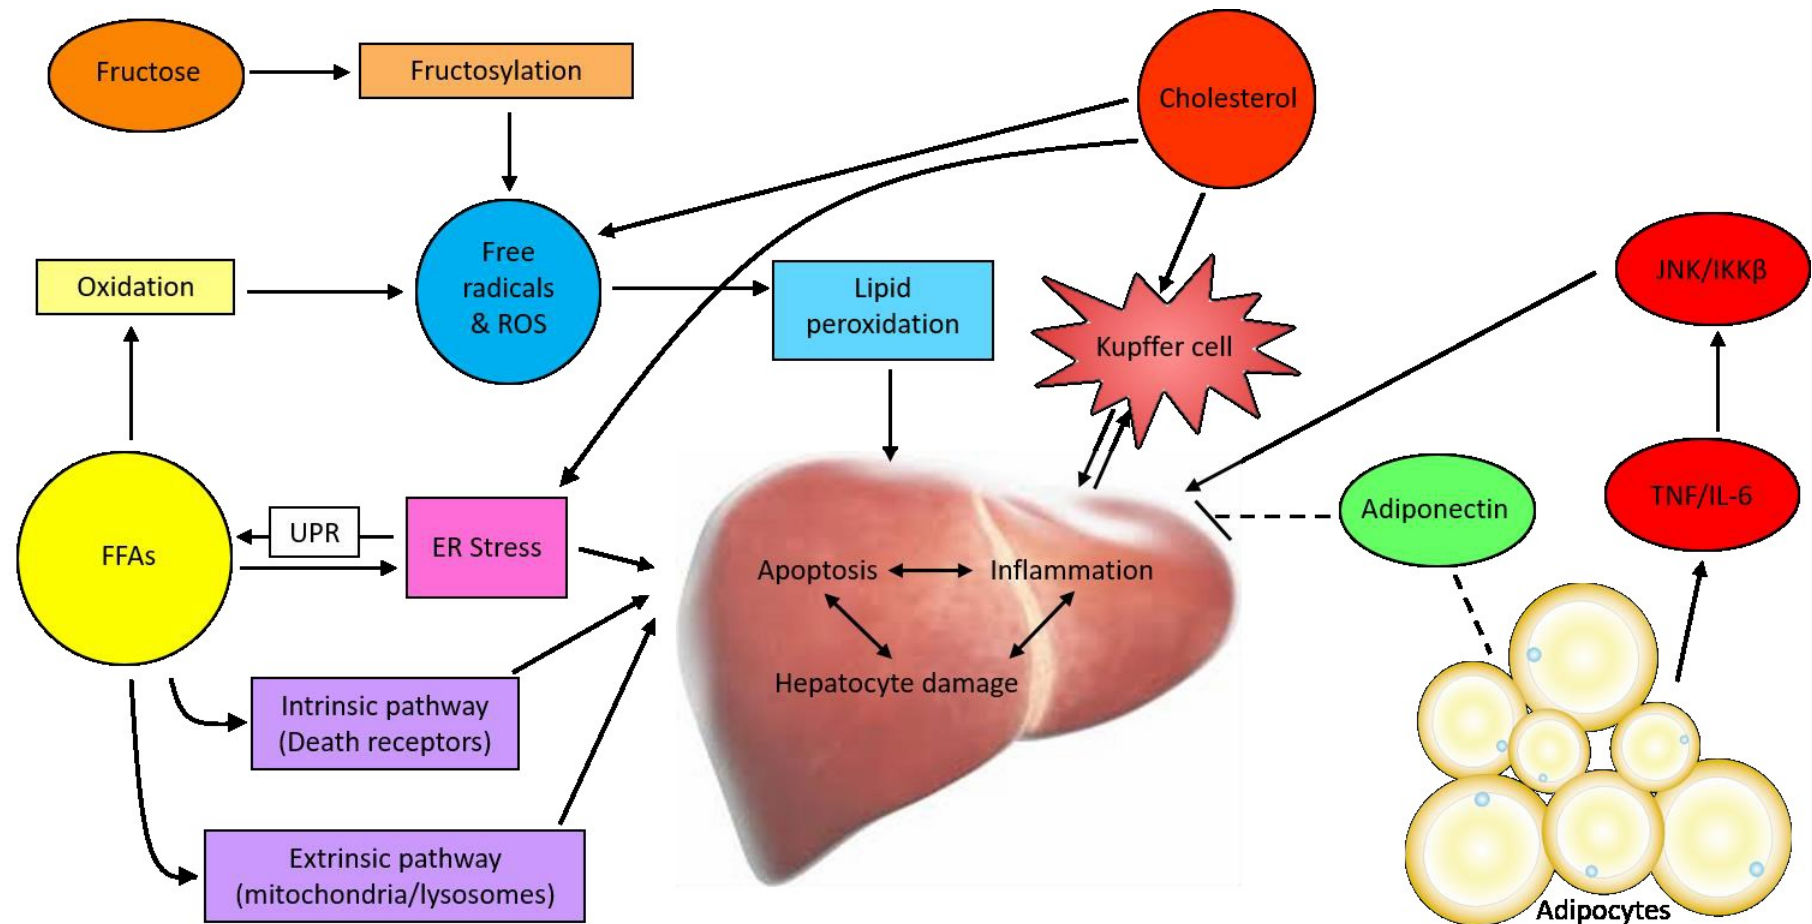 Fructose
Fructosylation
Cholesterol
Free
radicals
& ROS
Oxidation
Lipid
peroxidation
Kupffer cell
JNK/IKKβ
FFAs
UPR
ER Stress
Adiponectin
TNF/IL-6
Apoptosis
Inflammation
Hepatocyte damage
Intrinsic pathway
(Death receptors)
Extrinsic pathway
(mitochondria/lysosomes)
Adipocytes